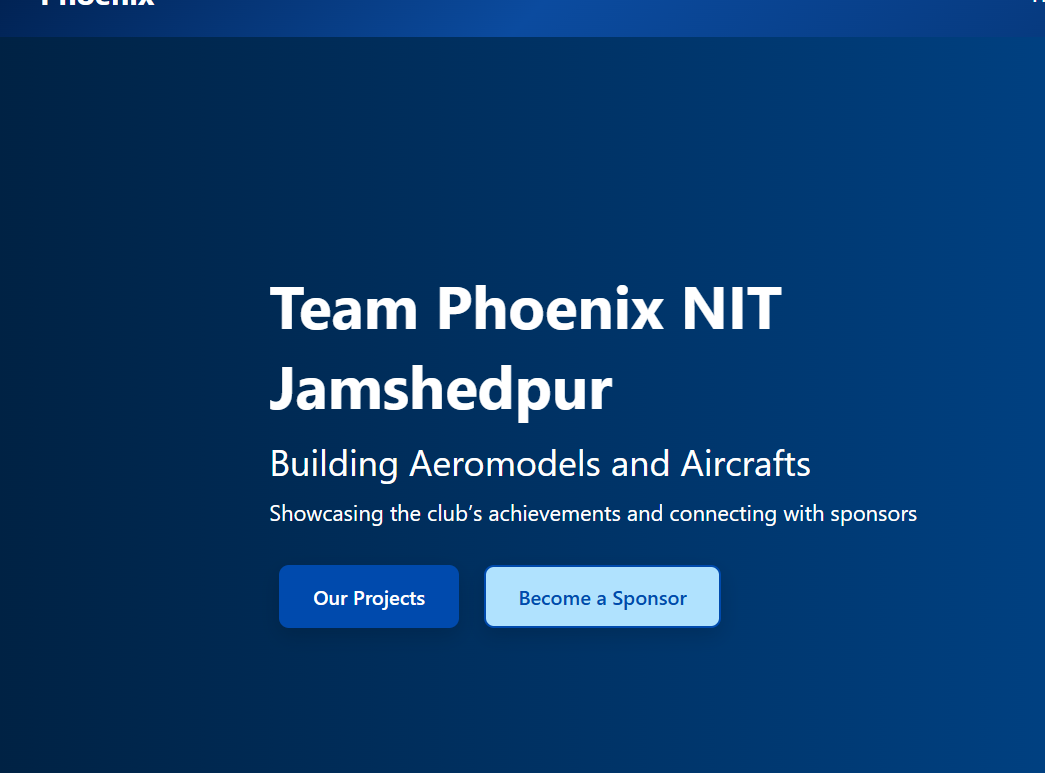 Phoenix
Team Phoenix NIT
Jamshedpur
Building Aeromodels and Aircrafts
Showcasing the club’s achievements and connecting with sponsors
Our Projects
Become a Sponsor